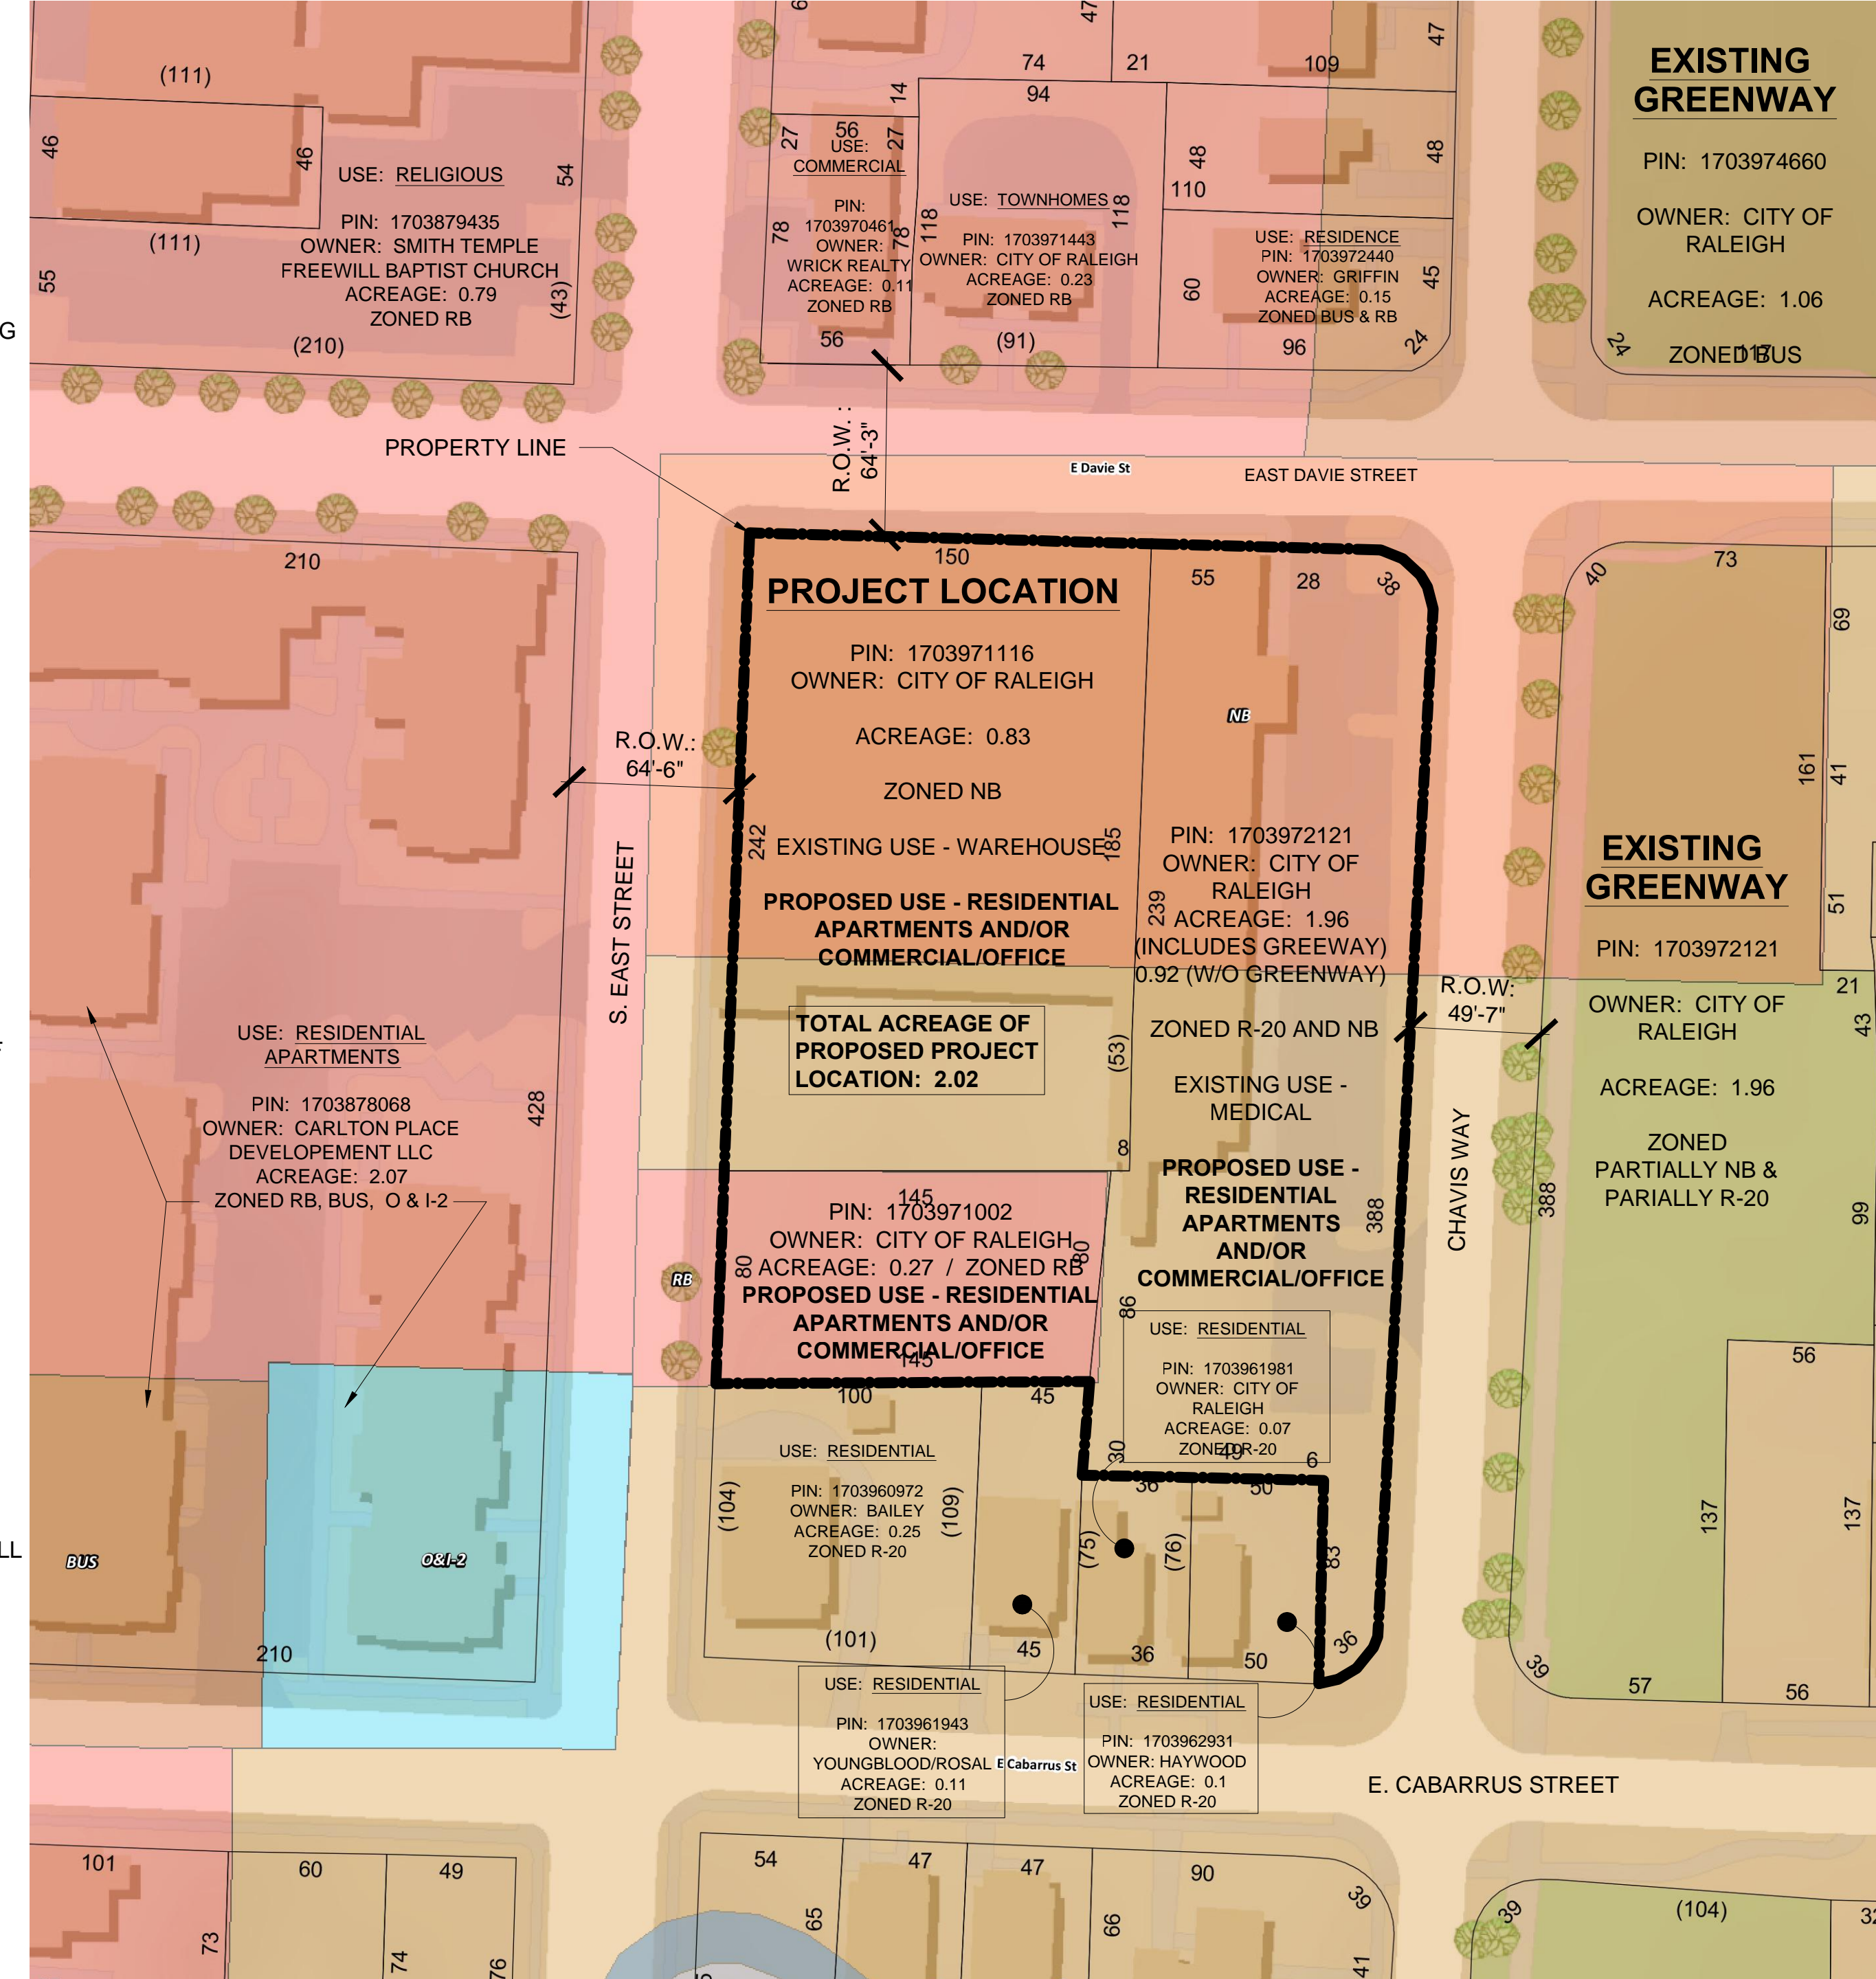 EXISTING
GREENWAY
PIN: 1703974660
OWNER: CITY OF
RALEIGH
ACREAGE: 1.06
ZONED BUS
117
24
(111)
46
46
54
(111)
55
(43)
(210)
USE: RELIGIOUS
PIN: 1703879435
OWNER: SMITH TEMPLE
FREEWILL BAPTIST CHURCH
ACREAGE: 0.79
ZONED RB
G
6
47
74
21
109
47
14
94
27
56
27
USE:
COMMERCIAL
PIN:
1703970461
OWNER:
WRICK REALTY
ACREAGE: 0.11
ZONED RB
78
78
56
118
118
USE: TOWNHOMES
PIN: 1703971443
OWNER: CITY OF RALEIGH
ACREAGE: 0.23
ZONED RB
(91)
48
110
48
60
45
USE: RESIDENCE
PIN: 1703972440
OWNER: GRIFFIN
ACREAGE: 0.15
ZONED BUS & RB
96
24
PROPERTY LINE
R.O.W. :
64'-3"
E Davie St
EAST DAVIE STREET
210
150
55
28
38
40
73
69
PROJECT LOCATION
PIN: 1703971116
OWNER: CITY OF RALEIGH
ACREAGE: 0.83
ZONED NB
EXISTING USE - WAREHOUSE
PROPOSED USE - RESIDENTIAL
APARTMENTS AND/OR
COMMERCIAL/OFFICE
242
185
239
NB
R.O.W.:
64'-6"
S. EAST STREET
TOTAL ACREAGE OF
PROPOSED PROJECT
LOCATION: 2.02
(53)
8
PIN: 1703972121
OWNER: CITY OF
RALEIGH
ACREAGE: 1.96
(INCLUDES GREEWAY)
0.92 (W/O GREENWAY)
ZONED R-20 AND NB
EXISTING USE -
MEDICAL
PROPOSED USE -
RESIDENTIAL
APARTMENTS
AND/OR
COMMERCIAL/OFFICE
388
R.O.W:
49'-7"
CHAVIS WAY
388
161
41
51
EXISTING
GREENWAY
PIN: 1703972121
OWNER: CITY OF
RALEIGH
ACREAGE: 1.96
ZONED
PARTIALLY NB &
PARIALLY R-20
21
43
99
56
137
137
39
57
56
USE: RESIDENTIAL
APARTMENTS
PIN: 1703878068
OWNER: CARLTON PLACE
DEVELOPEMENT LLC
ACREAGE: 2.07
ZONED RB, BUS, O & I-2
428
145
PIN: 1703971002
OWNER: CITY OF RALEIGH
ACREAGE: 0.27 / ZONED RB
PROPOSED USE - RESIDENTIAL
APARTMENTS AND/OR
COMMERCIAL/OFFICE
145
80
80
RB
86
USE: RESIDENTIAL
PIN: 1703961981
OWNER: CITY OF
RALEIGH
ACREAGE: 0.07
ZONED R-20
30
49
6
100
45
36
50
USE: RESIDENTIAL
PIN: 1703960972
OWNER: BAILEY
ACREAGE: 0.25
ZONED R-20
(104)
(109)
(75)
(76)
83
(101)
45
36
50
36
LL
BUS
O&I-2
210
USE: RESIDENTIAL
PIN: 1703961943
OWNER:
YOUNGBLOOD/ROSAL
ACREAGE: 0.11
ZONED R-20
E Cabarrus St
USE: RESIDENTIAL
PIN: 1703962931
OWNER: HAYWOOD
ACREAGE: 0.1
ZONED R-20
E. CABARRUS STREET
101
60
49
73
74
76
54
47
47
90
39
65
66
41
39
(104)